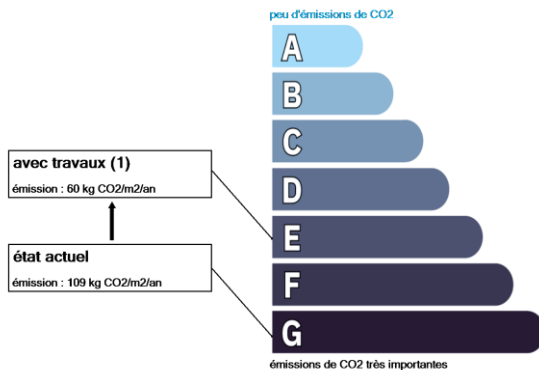 peu d'émissions de CO2
A
B
C
avec travaux (1)
émission : 60 kg CO2/m2/an
D
E
état actuel
émission : 109 kg CO2/m2/an
F
G
émissions de CO2 très importantes